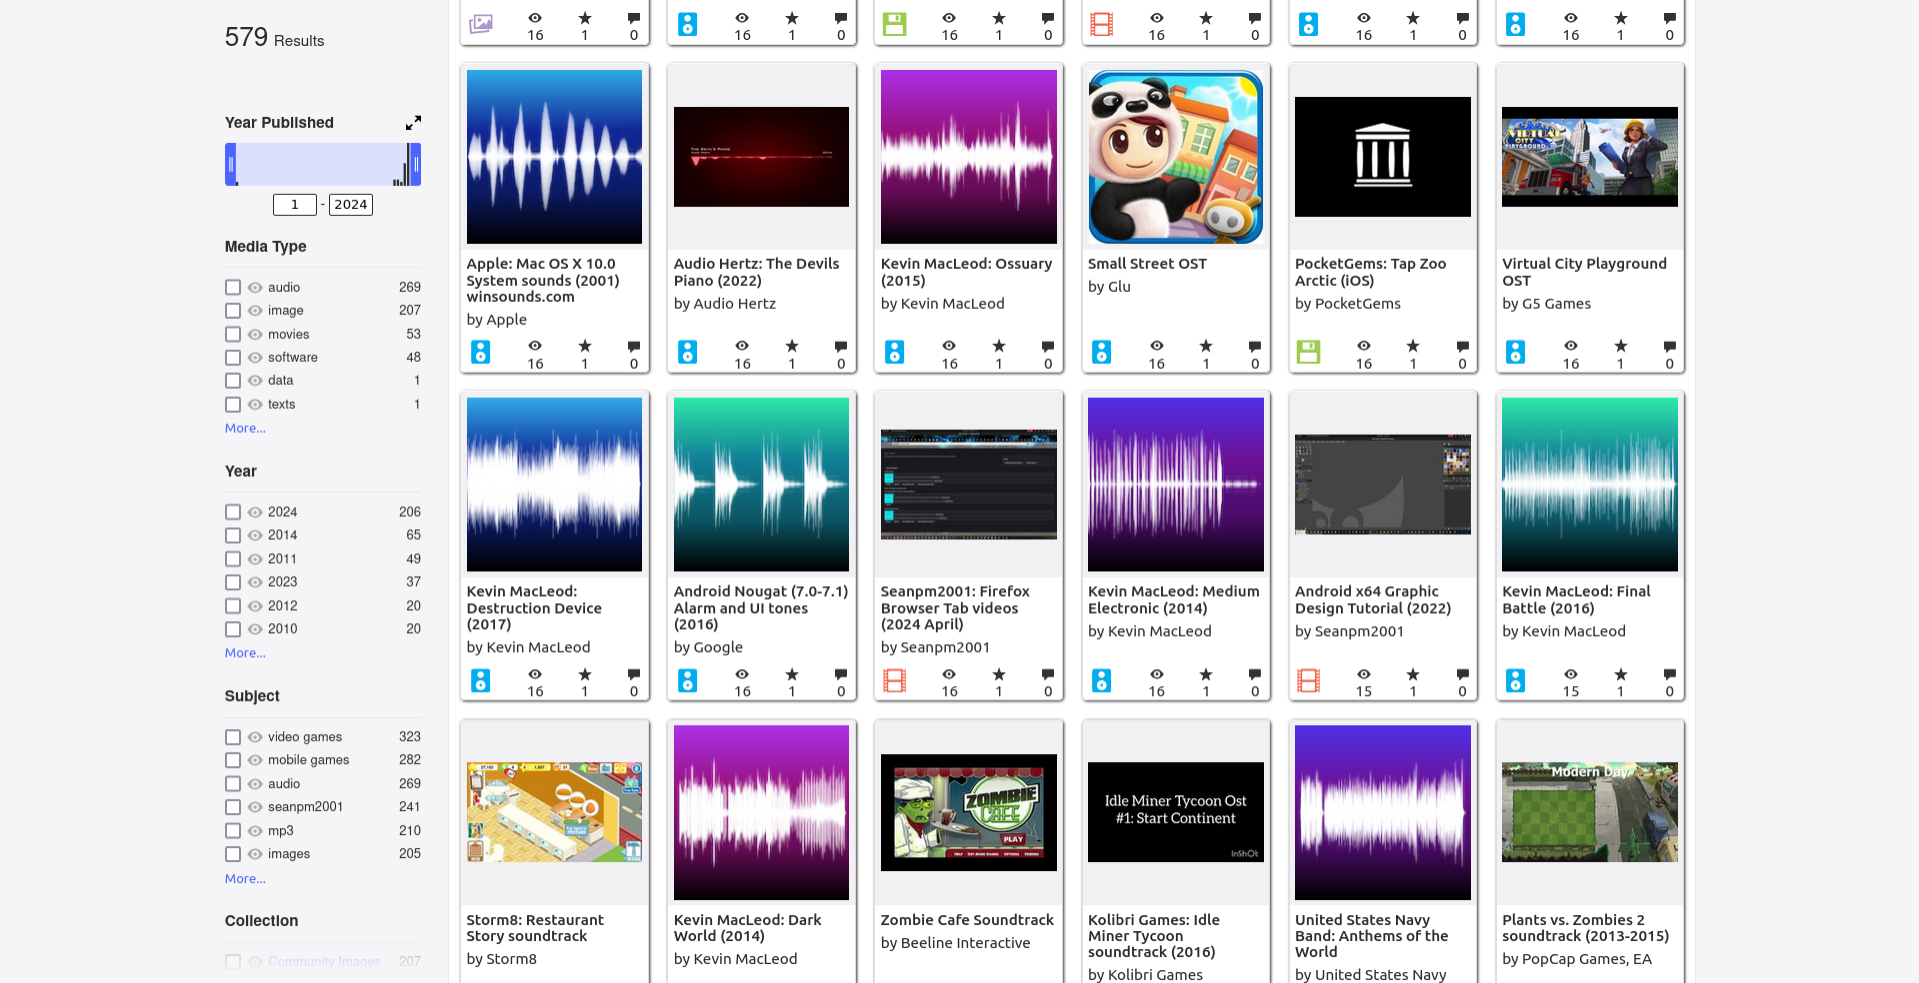 579 Results
Year Published
1 - 2024
Media Type
audio 269
image 207
movies 53
software 48
data 1
texts 1
More...
Year
2024 206
2014 65
2011 49
2023 37
2012 20
2010 20
More...
Subject
video games 323
mobile games 282
audio 269
seanpm2001 241
mp3 210
images 205
More...
Collection
Community Images 207
16 1 0
16 1 0
16 1 0
16 1 0
16 1 0
16 1 0
Apple: Mac OS X 10.0
System sounds (2001)
winsounds.com
by Apple
16 1 0
THE DEVIL'S PIANO
Audio Hertz: The Devils
Piano (2022)
by Audio Hertz
16 1 0
Kevin MacLeod: Ossuary
(2015)
by Kevin MacLeod
16 1 0
Small Street OST
by Glu
16 1 0
PocketGems: Tap Zoo
Arctic (iOS)
by PocketGems
16 1 0
VIRTUAL
CITY
PLAYGROUND
Virtual City Playground
OST
by G5 Games
16 1 0
Kevin MacLeod:
Destruction Device
(2017)
by Kevin MacLeod
16 1 0
Android Nougat (7.0-7.1)
Alarm and UI tones
(2016)
by Google
16 1 0
Seanpm2001: Firefox
Browser Tab videos
(2024 April)
by Seanpm2001
16 1 0
Kevin MacLeod: Medium
Electronic (2014)
by Kevin MacLeod
16 1 0
Android x64 Graphic
Design Tutorial (2022)
by Seanpm2001
15 1 0
Kevin MacLeod: Final
Battle (2016)
by Kevin MacLeod
15 1 0
Storm8: Restaurant
Story soundtrack
by Storm8
Kevin MacLeod: Dark
World (2014)
by Kevin MacLeod
ZOMBIE
CAFE
PLAY
Zombie Cafe Soundtrack
by Beeline Interactive
Idle Miner Tycoon Ost
#1: Start Continent
InShOt
Kolibri Games: Idle
Miner Tycoon
soundtrack (2016)
by Kolibri Games
United States Navy
Band: Anthems of the
World
by United States Navy
Modern Day
Plants vs. Zombies 2
soundtrack (2013-2015)
by PopCap Games, EA